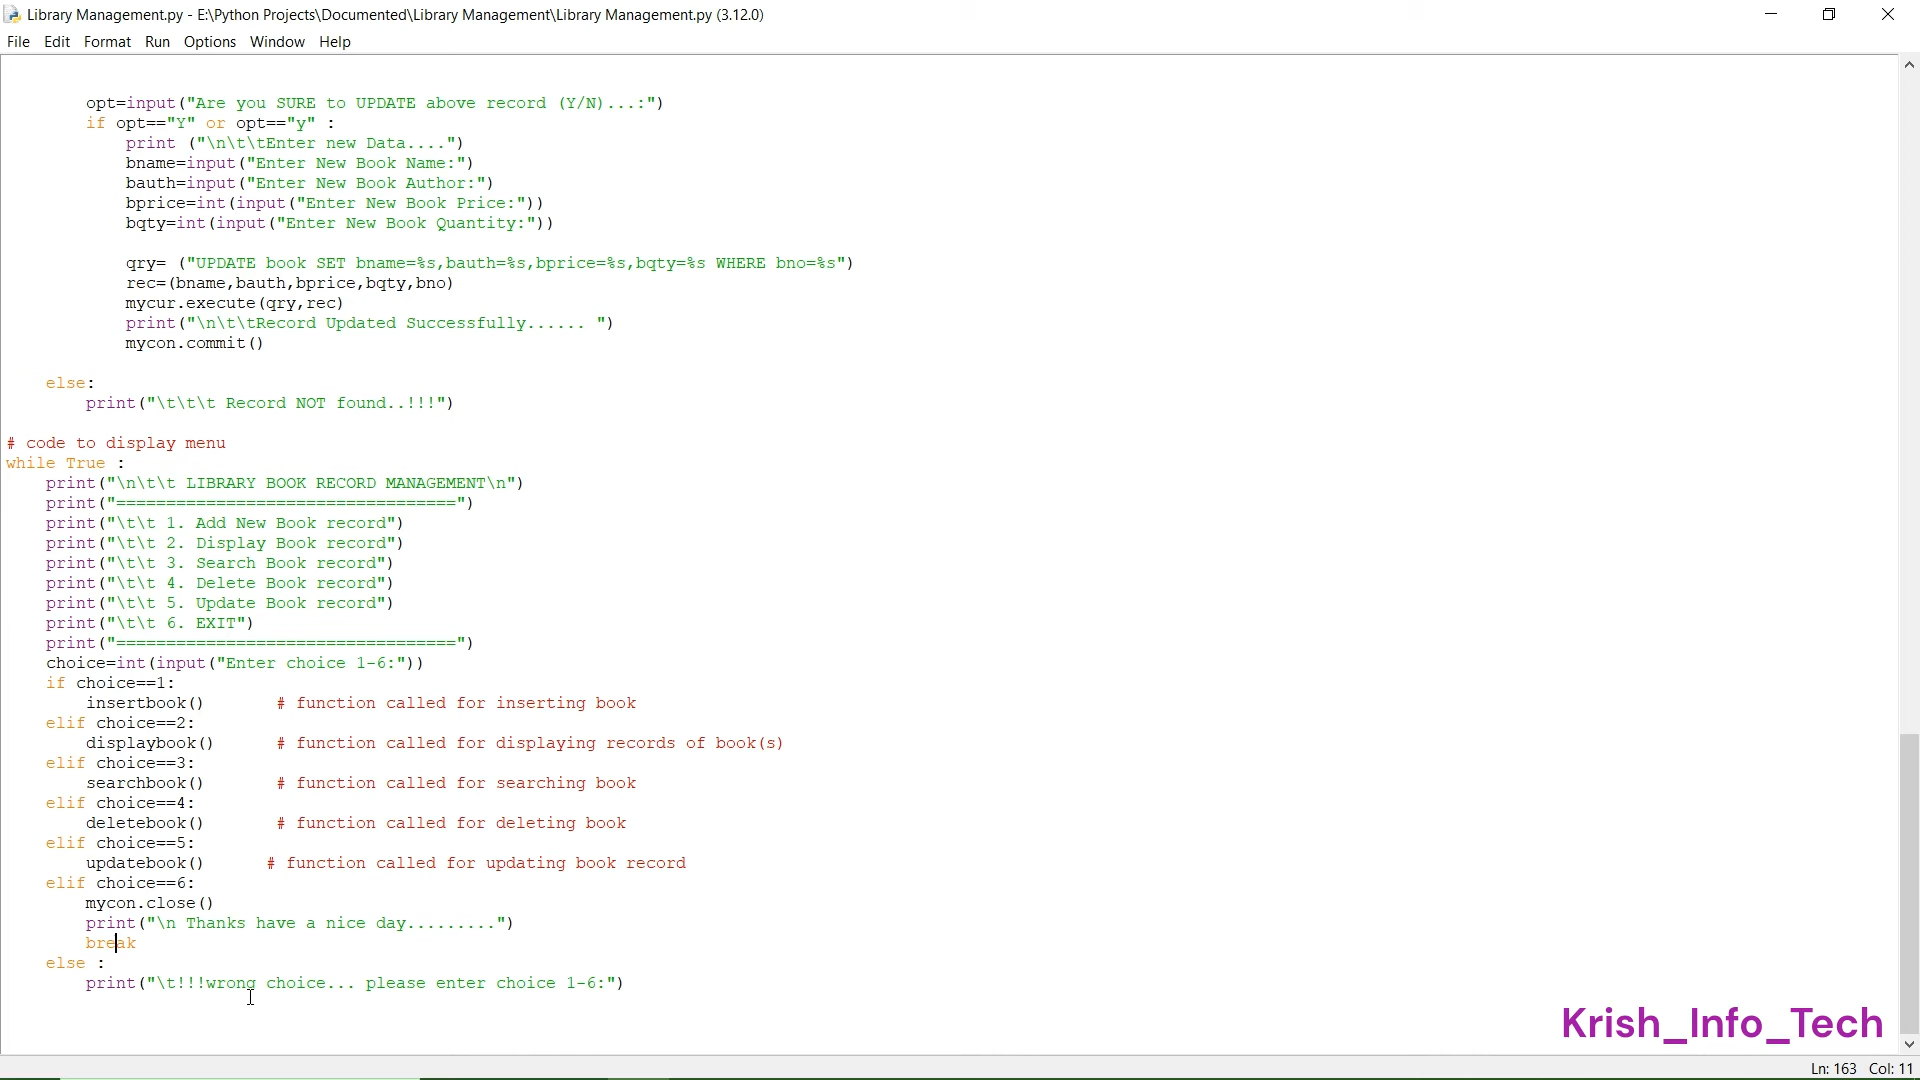 Library Management.py - E:\Python Projects\Documented\Library Management\Library Management.py (3.12.0)
File Edit Format Run Options Window Help
        opt=input("Are you SURE to UPDATE above record (Y/N)...:")
        if opt=="Y" or opt=="y" :
            print ("\n\t\tEnter new Data....")
            bname=input("Enter New Book Name:")
            bauth=input("Enter New Book Author:")
            bprice=int(input("Enter New Book Price:"))
            bqty=int(input("Enter New Book Quantity:"))
            qry= ("UPDATE book SET bname=%s,bauth=%s,bprice=%s,bqty=%s WHERE bno=%s")
            rec=(bname,bauth,bprice,bqty,bno)
            mycur.execute(qry,rec)
            print("\n\t\tRecord Updated Successfully...... ")
            mycon.commit()
    else:
        print("\t\t\t Record NOT found..!!!")
# code to display menu
while True :
    print("\n\t\t LIBRARY BOOK RECORD MANAGEMENT\n")
    print("==================================")
    print("\t\t 1. Add New Book record")
    print("\t\t 2. Display Book record")
    print("\t\t 3. Search Book record")
    print("\t\t 4. Delete Book record")
    print("\t\t 5. Update Book record")
    print("\t\t 6. EXIT")
    print("==================================")
    choice=int(input("Enter choice 1-6:"))
    if choice==1:
        insertbook()       # function called for inserting book
    elif choice==2:
        displaybook()      # function called for displaying records of book(s)
    elif choice==3:
        searchbook()       # function called for searching book
    elif choice==4:
        deletebook()       # function called for deleting book
    elif choice==5:
        updatebook()      # function called for updating book record
    elif choice==6:
        mycon.close()
        print("\n Thanks have a nice day.........")
        break
    else :
        print("\t!!!wrong choice... please enter choice 1-6:")
Krish_Info_Tech
Ln: 163 Col: 11